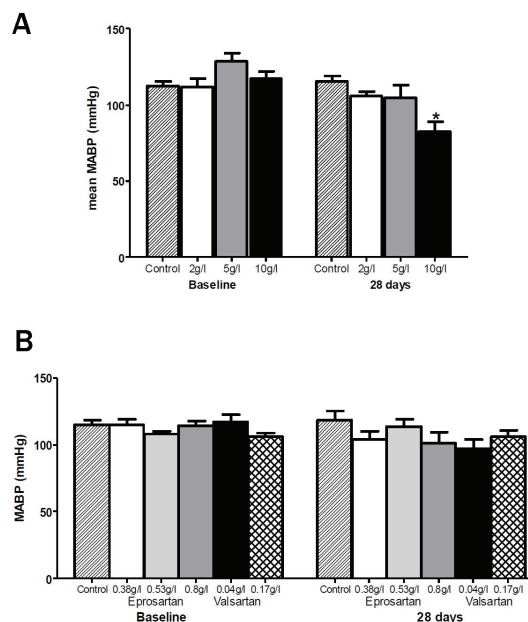 A
150
100
50
0
mean MABP (mmHg)
*
Control 2g/l 5g/l 10g/l Control 2g/l 5g/l 10g/l
Baseline 28 days
B
150
100
50
0
MABP (mmHg)
Control 0.38g/l 0.53g/l 0.8g/l 0.04g/l 0.17g/l Control 0.38g/l 0.53g/l 0.8g/l 0.04g/l 0.17g/l
Eprosartan Valsartan Eprosartan Valsartan
Baseline 28 days